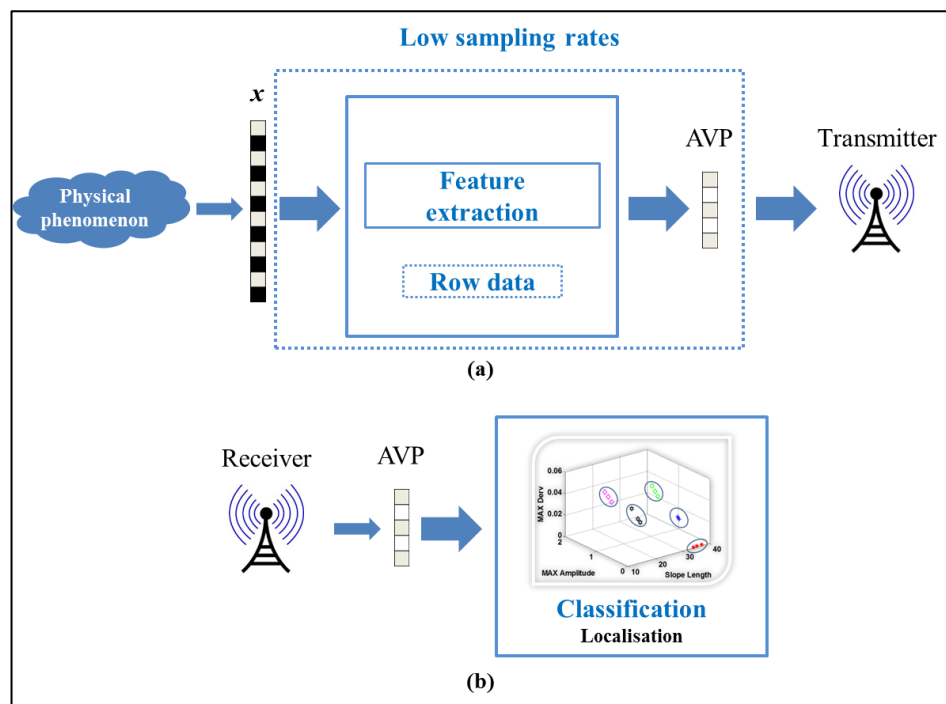 Low sampling rates
x
AVP
Transmitter
Physical
phenomenon
Feature
extraction
Row data
(a)
Receiver
AVP
0.06
0.04
0.02
0
MAX Derv
2
1
0
MAX Amplitude
10
20
30
40
Slope Length
Classification
Localisation
(b)